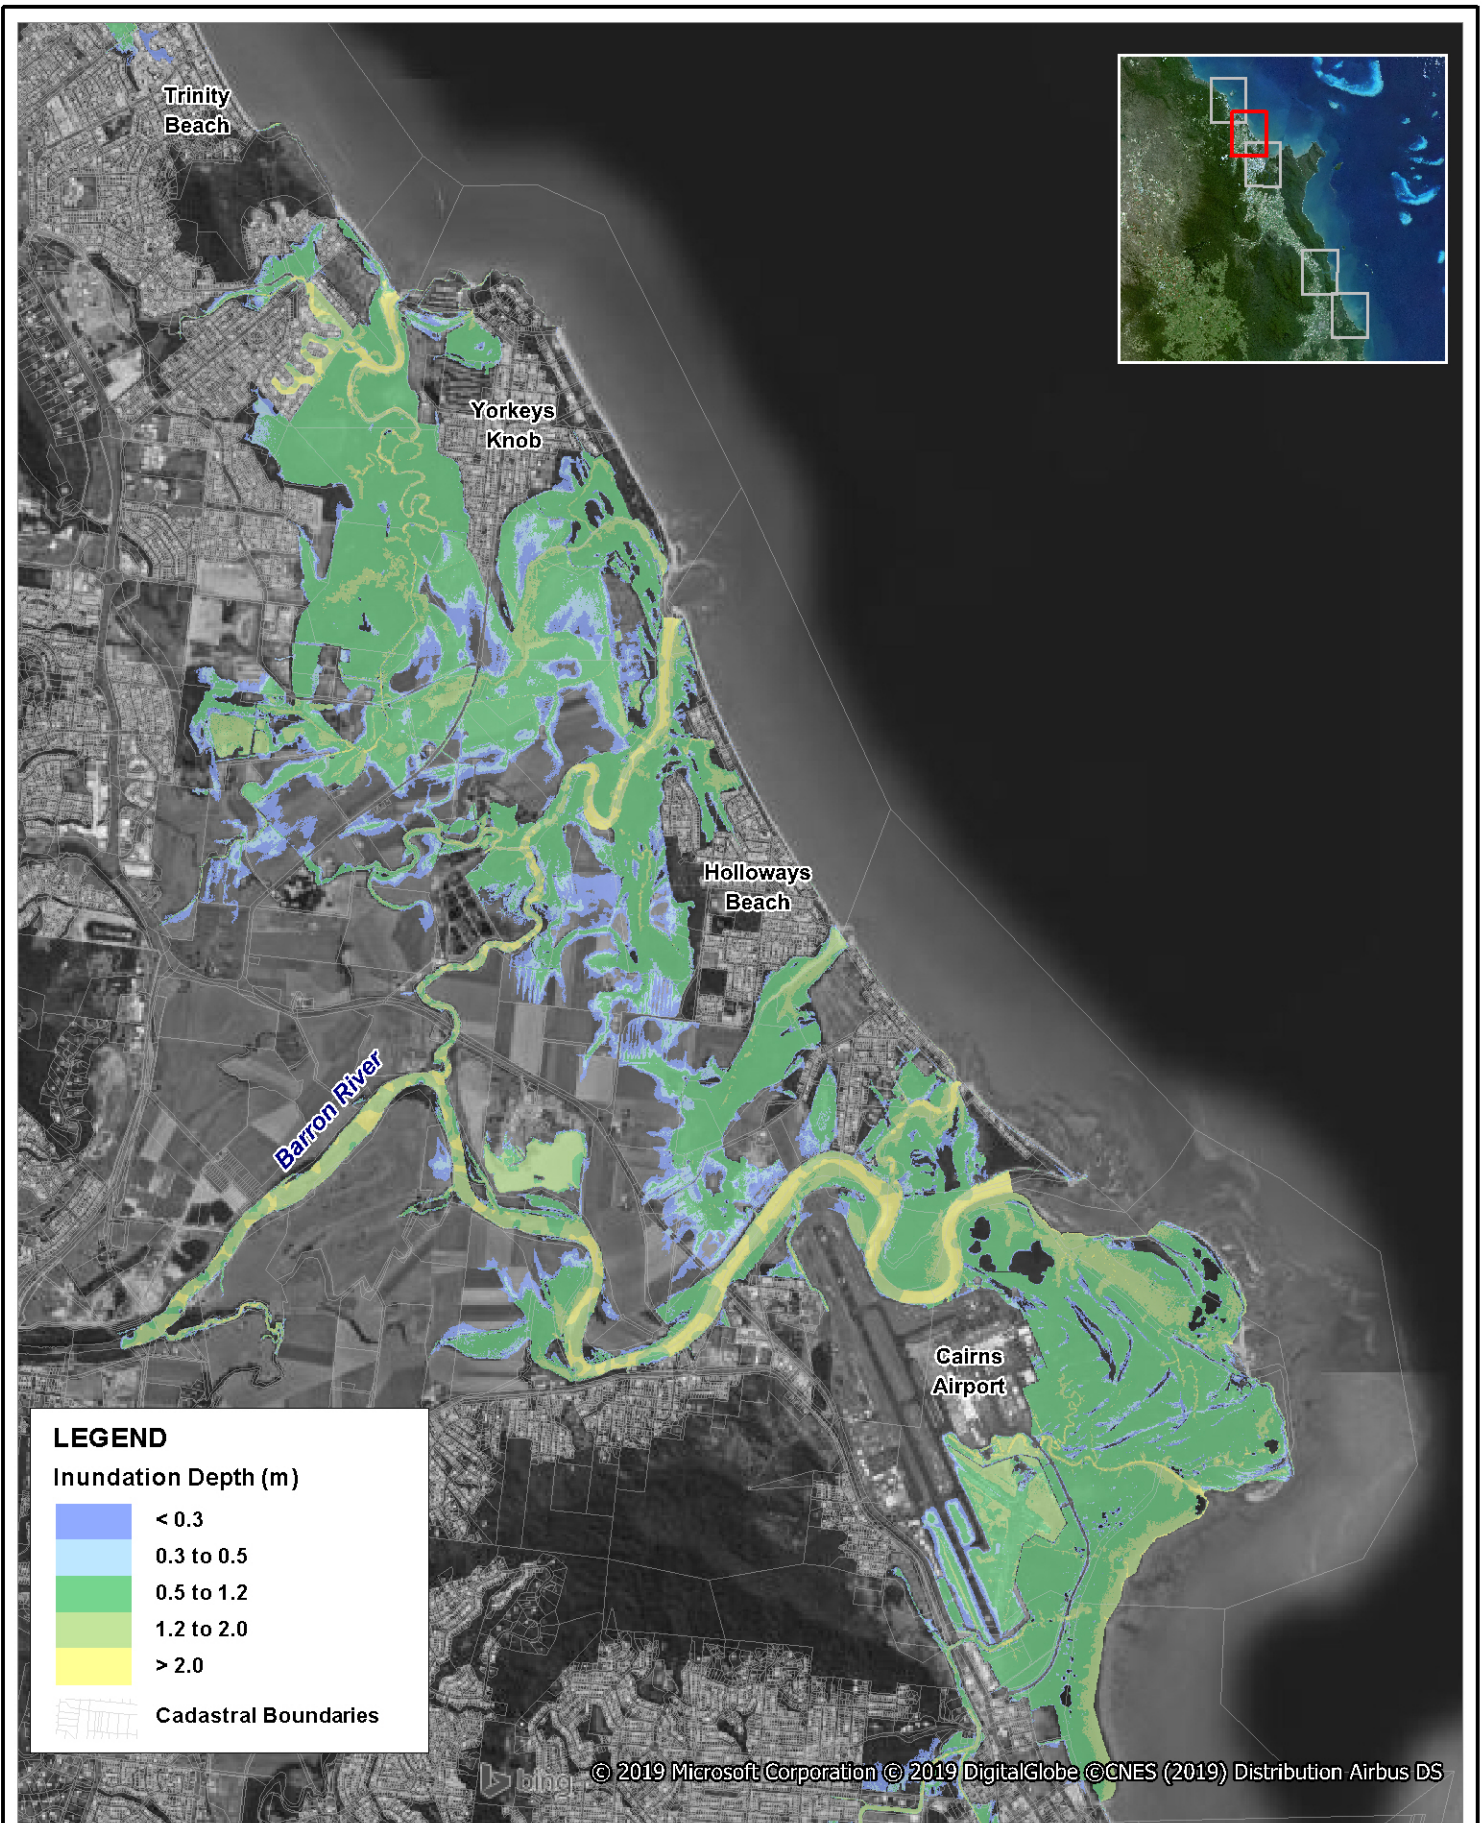 Trinity
Beach
Yorkeys
Knob
Holloways
Beach
Barron River
Cairns
Airport
LEGEND
Inundation Depth (m)
< 0.3
0.3 to 0.5
0.5 to 1.2
1.2 to 2.0
> 2.0
Cadastral Boundaries
bing
© 2019 Microsoft Corporation © 2019 DigitalGlobe ©CNES (2019) Distribution Airbus DS